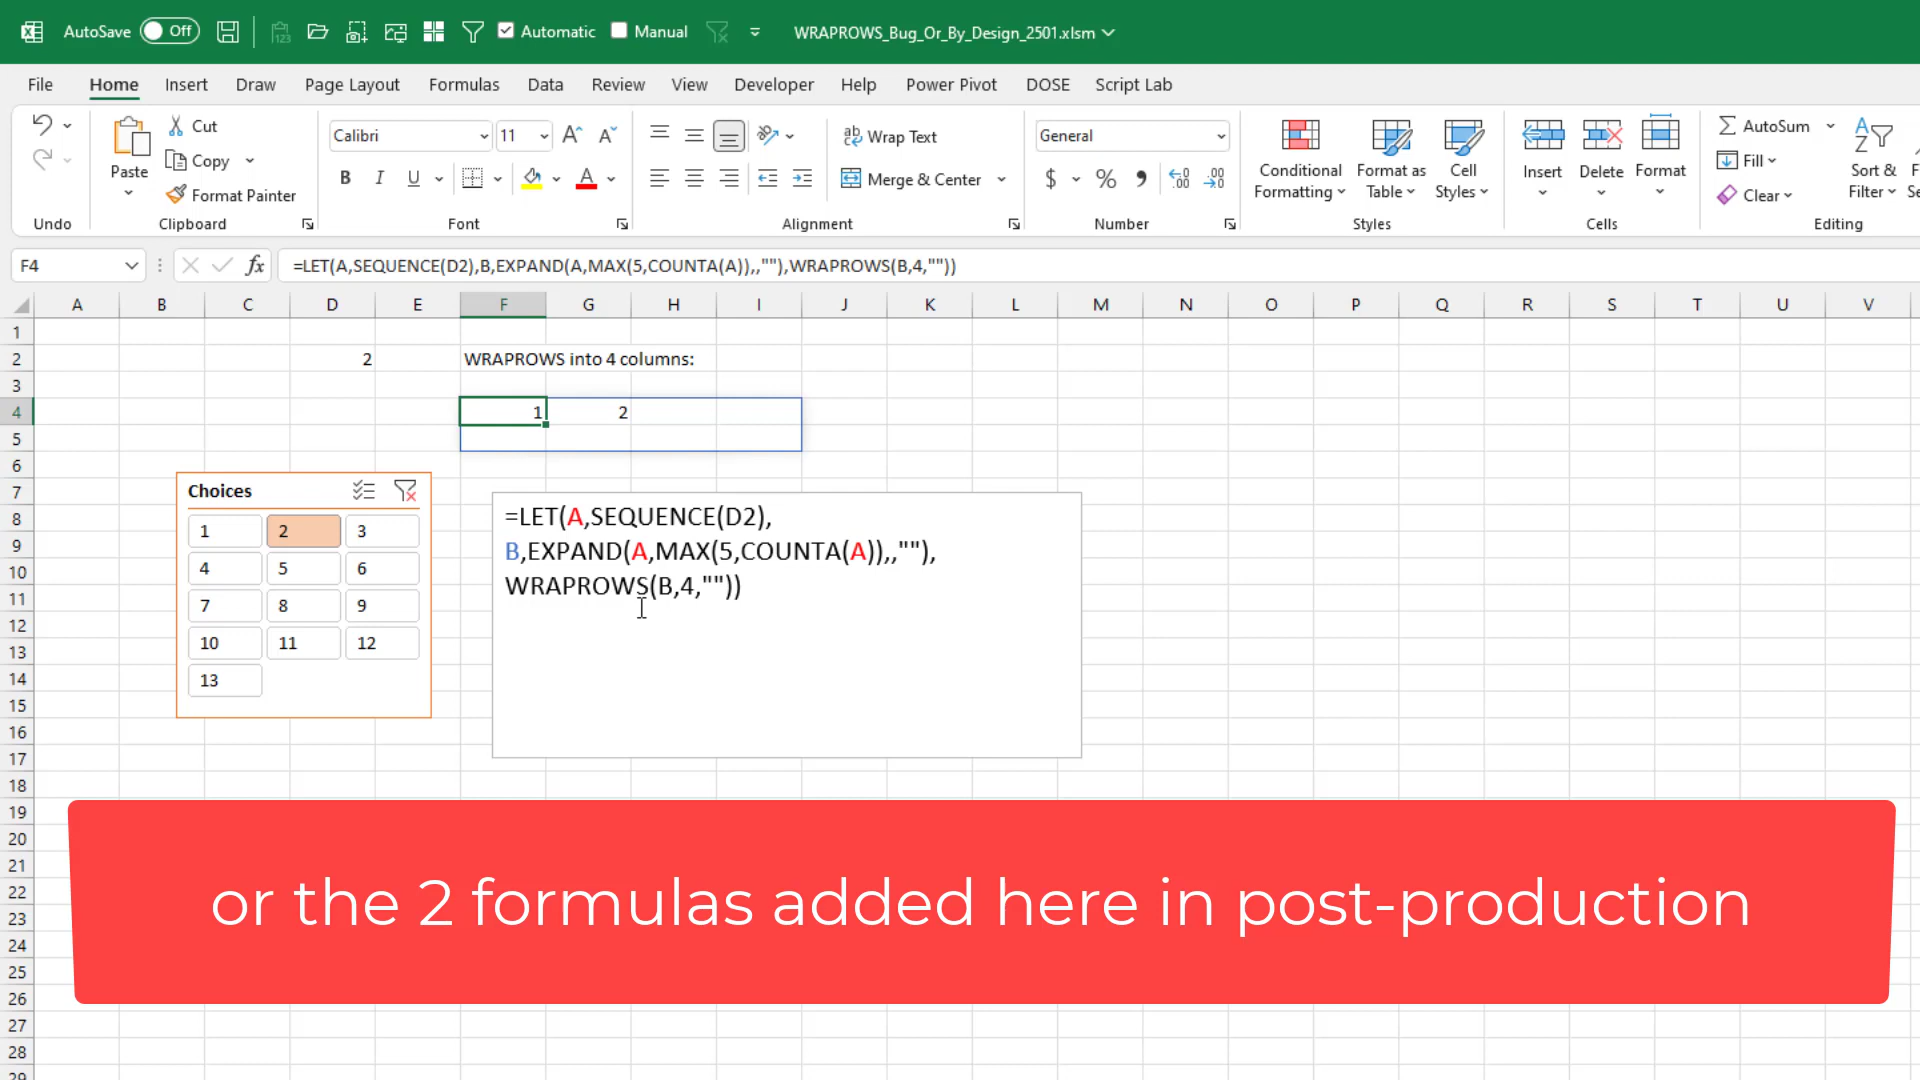 AutoSave Off Automatic Manual WRAPROWS_Bug_Or_By_Design_2501.xlsm
File Home Insert Draw Page Layout Formulas Data Review View Developer Help Power Pivot DOSE Script Lab
Paste Cut Copy Format Painter
Calibri 11
Wrap Text
Merge & Center
General
Conditional Formatting Format as Table Cell Styles
Insert Delete Format
AutoSum Fill Clear
Sort & Filter
Undo Clipboard Font Alignment Number Styles Cells Editing
F4 fx =LET(A,SEQUENCE(D2),B,EXPAND(A,MAX(5,COUNTA(A)),,""),WRAPROWS(B,4,""))
A B C D E F G H I J K L M N O P Q R S T U V
1
2 2 WRAPROWS into 4 columns:
3
4 1 2
5
6
7
8
9
10
11
12
13
14
15
16
17
18
19
20
21
22
23
24
25
26
27
28
29
Choices
1 2 3
4 5 6
7 8 9
10 11 12
13
=LET(A,SEQUENCE(D2),
B,EXPAND(A,MAX(5,COUNTA(A)),,""),
WRAPROWS(B,4,""))
or the 2 formulas added here in post-production